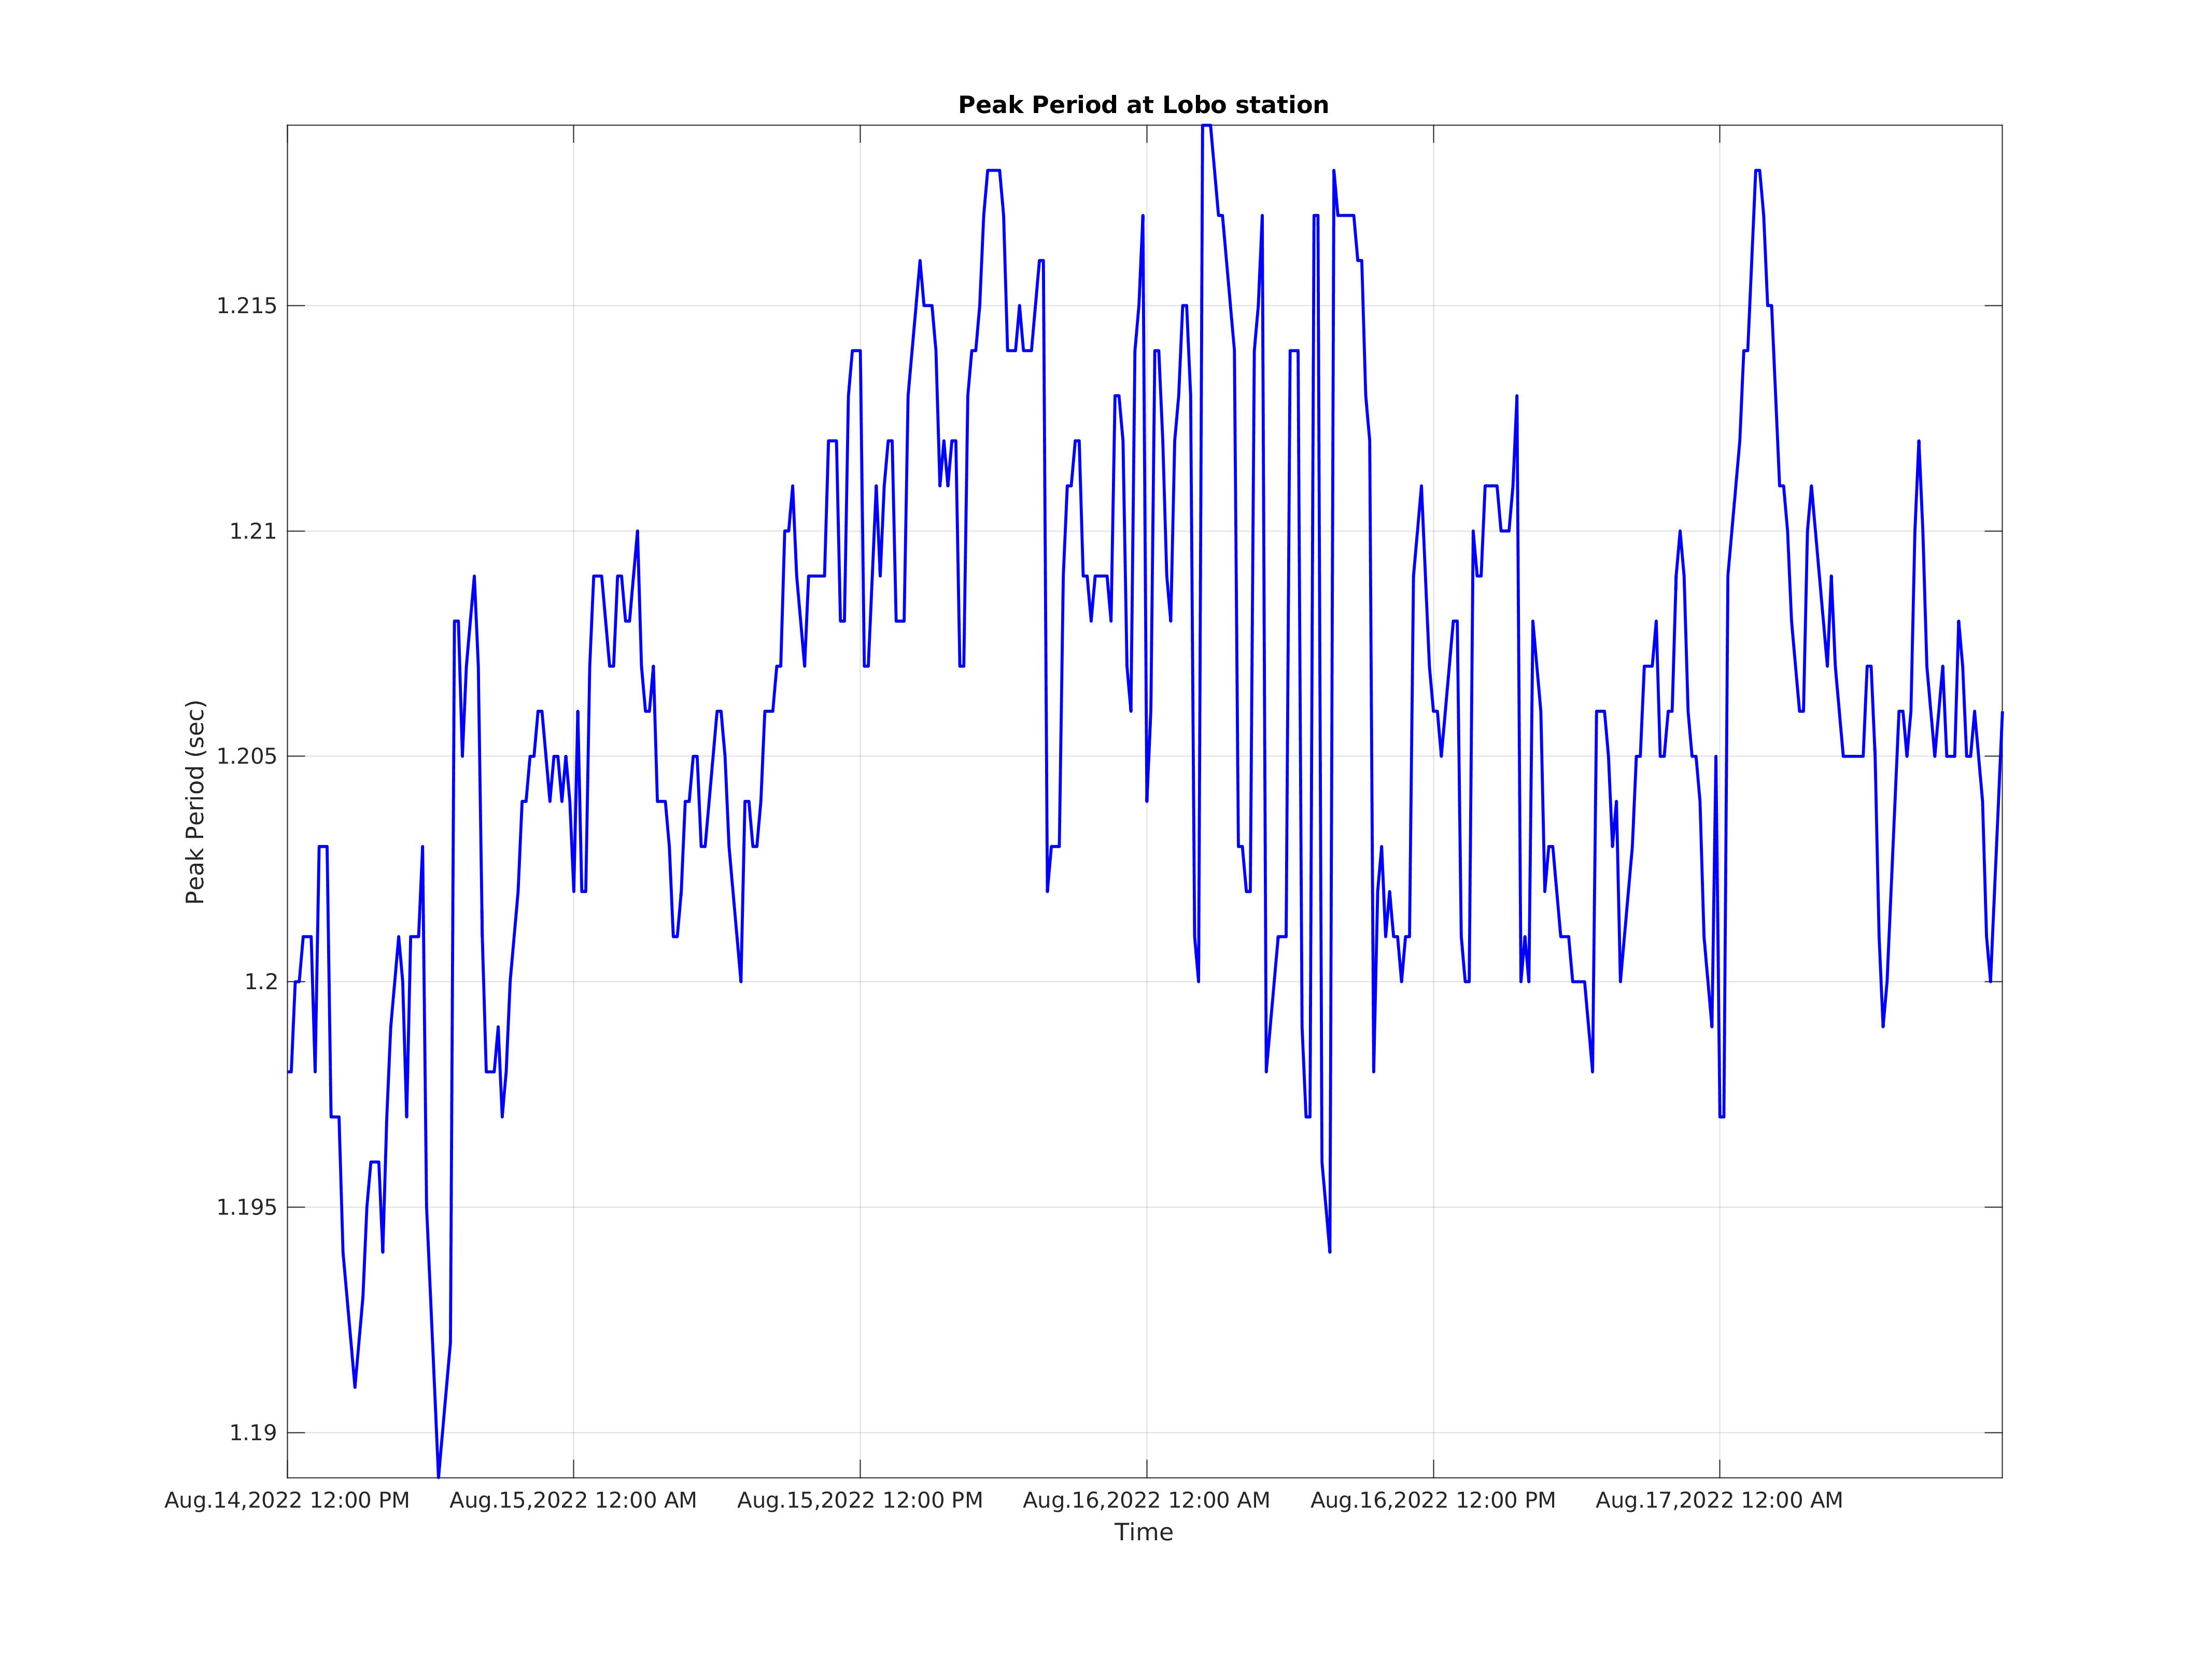 Peak Period at Lobo station
Peak Period (sec)
1.215
1.21
1.205
1.2
1.195
1.19
Aug.14,2022 12:00 PM Aug.15,2022 12:00 AM Aug.15,2022 12:00 PM Aug.16,2022 12:00 AM Aug.16,2022 12:00 PM Aug.17,2022 12:00 AM
Time